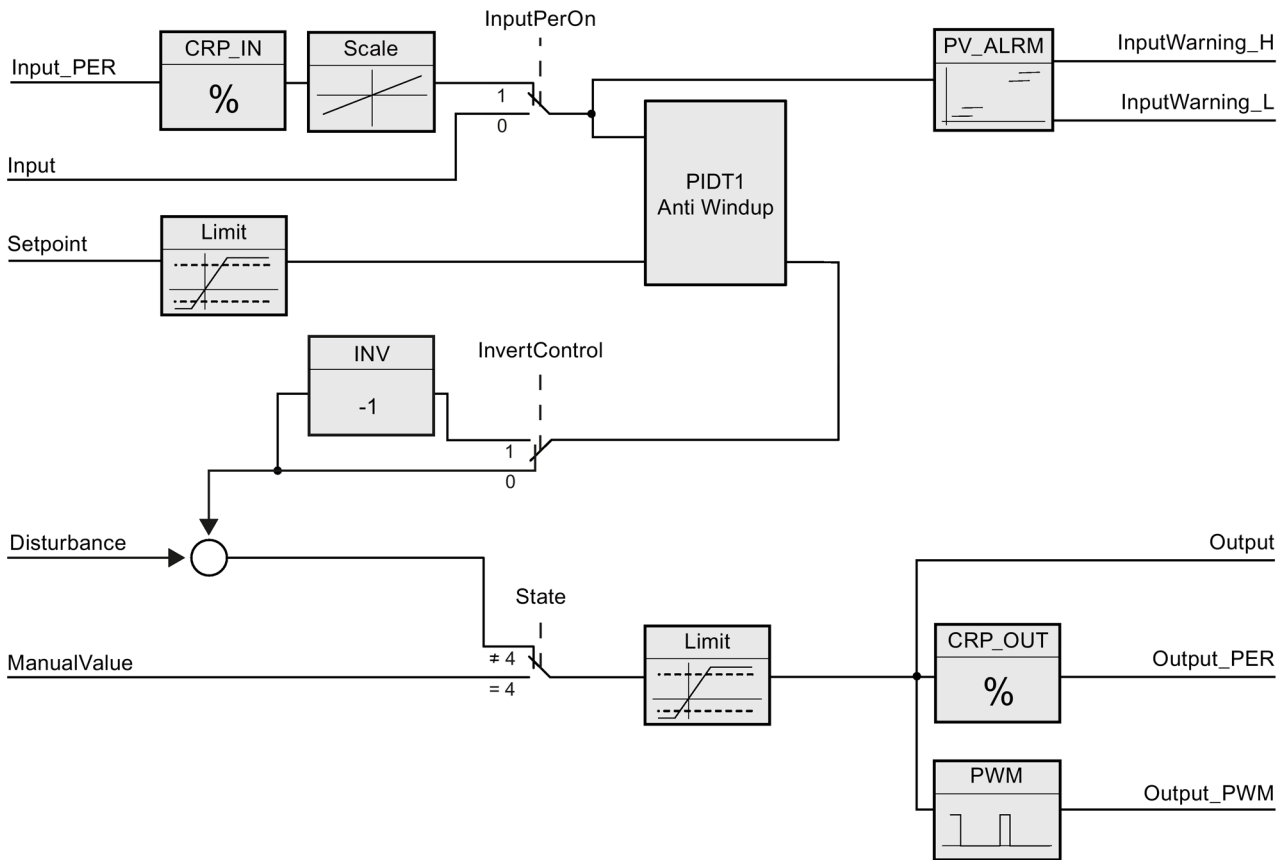 InputPerOn
CRP_IN
Scale
PV_ALRM
InputWarning_H
Input_PER
%
1
0
InputWarning_L
Input
PIDT1
Anti Windup
Setpoint
Limit
INV
InvertControl
-1
1
0
Disturbance
Output
State
ManualValue
≠ 4
= 4
Limit
CRP_OUT
Output_PER
%
PWM
Output_PWM